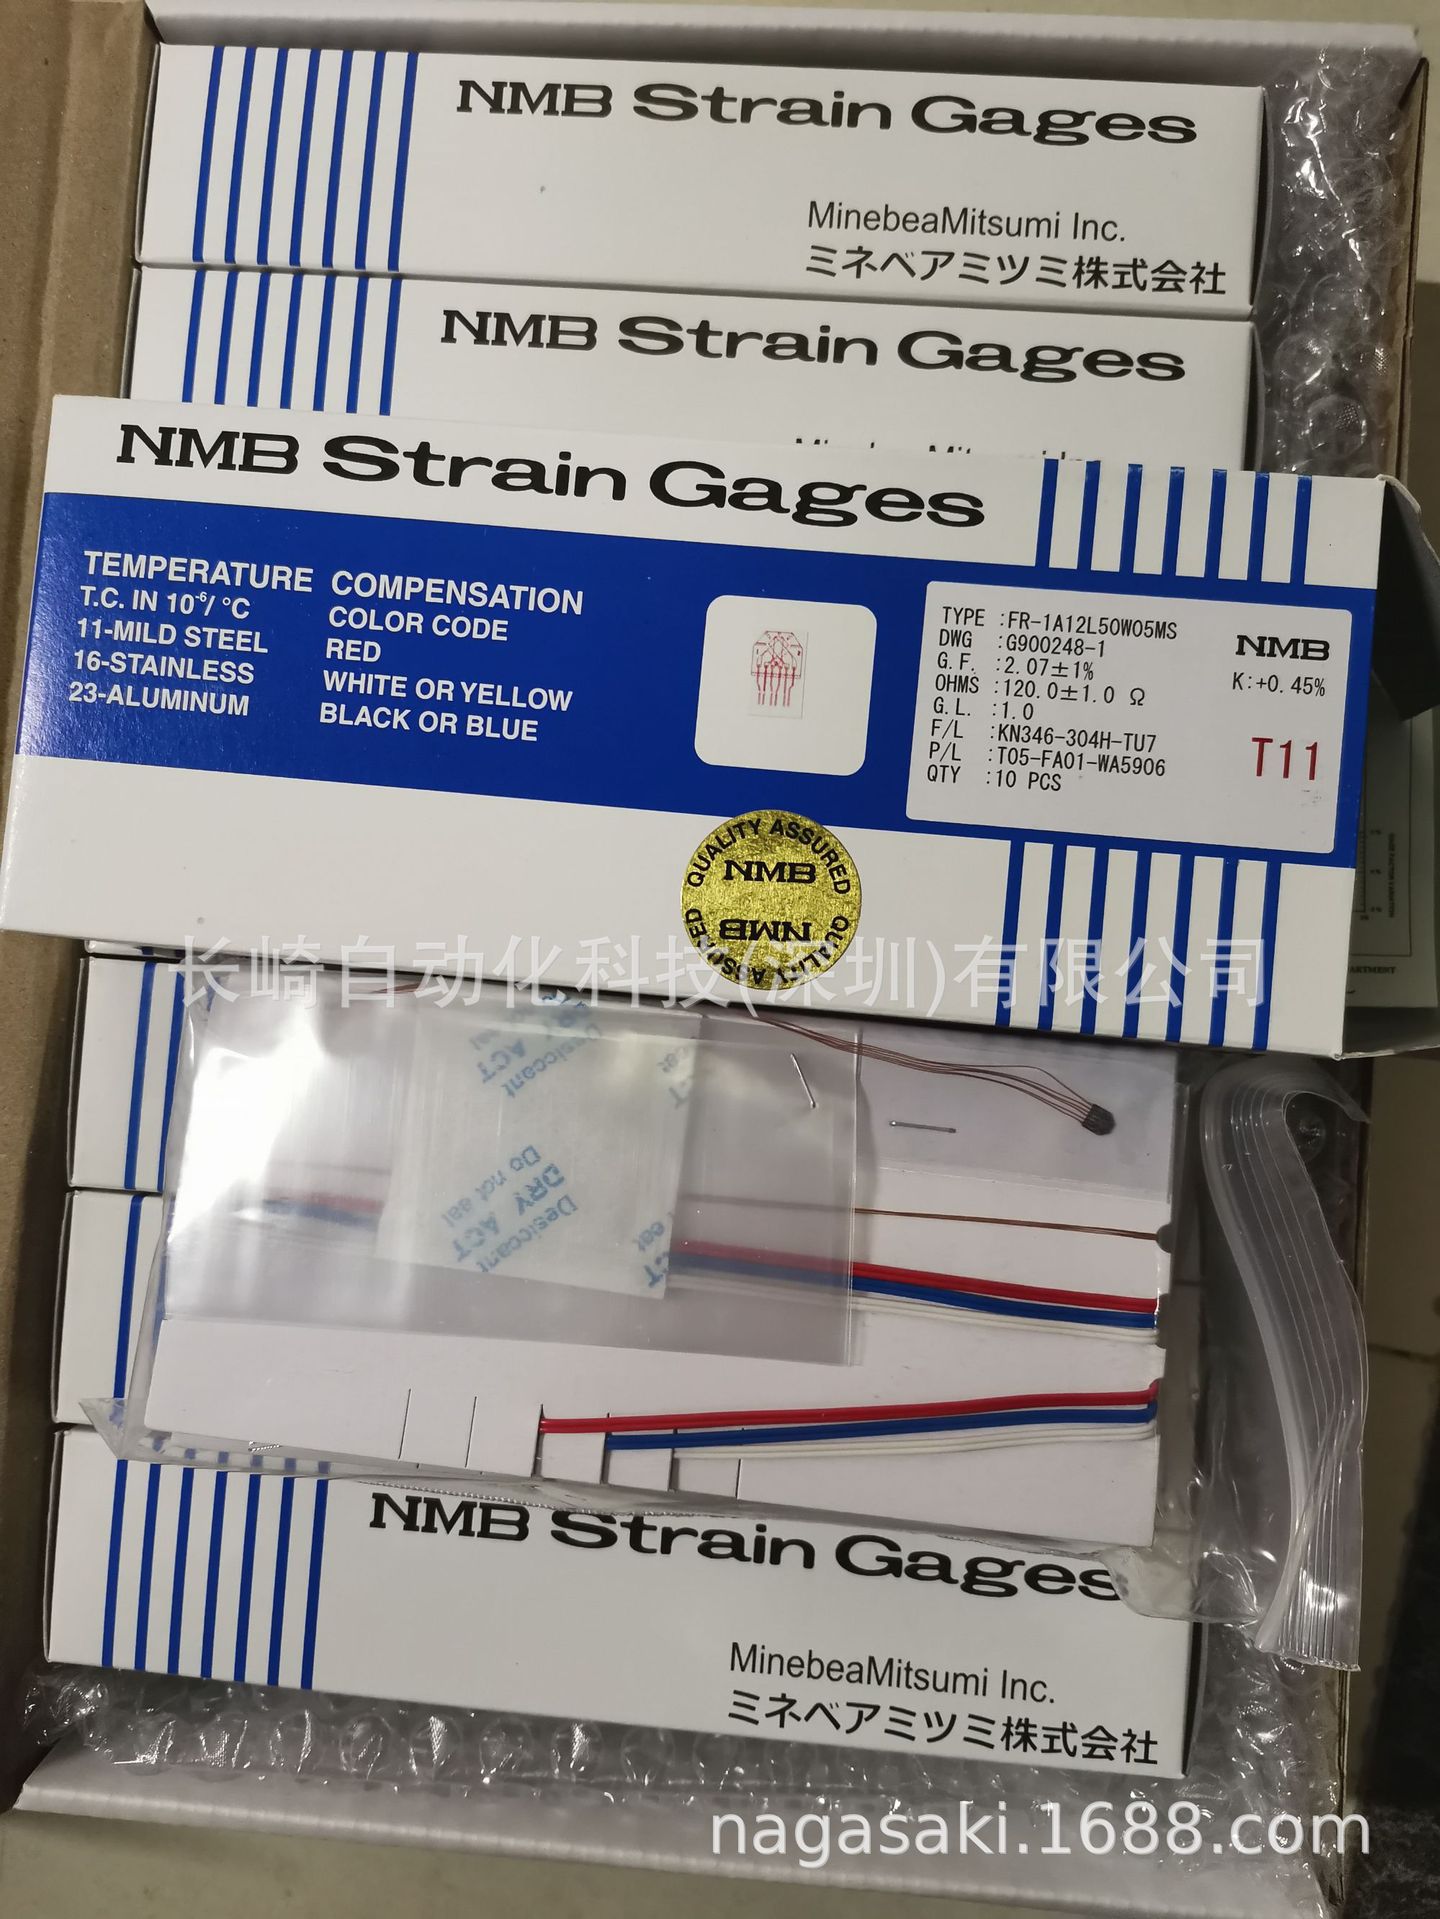 NMB Strain Gages
MinebeaMitsumi Inc.
ミネベアミツミ株式会社
NMB Strain Gages
NMB Strain Gages
TEMPERATURE COMPENSATION
T.C. IN 10-6/ °C COLOR CODE
11-MILD STEEL RED
16-STAINLESS WHITE OR YELLOW
23-ALUMINUM BLACK OR BLUE
TYPE :FR-1A12L50W05MS
DWG :G900248-1
G.F. :2.07±1%
OHMS :120.0±1.0 Ω
G.L. :1.0
F/L :KN346-304H-TU7
P/L :T05-FA01-WA5906
QTY :10 PCS
NMB
K:+0.45%
T11
QUALITY ASSURED
NMB
NMB
QUALITY ASSURED
长崎自动化科技(深圳)有限公司
Desiccant
DRY ACT
Do not eat
NMB Strain Gages
MinebeaMitsumi Inc.
ミネベアミツミ株式会社
nagasaki.1688.com